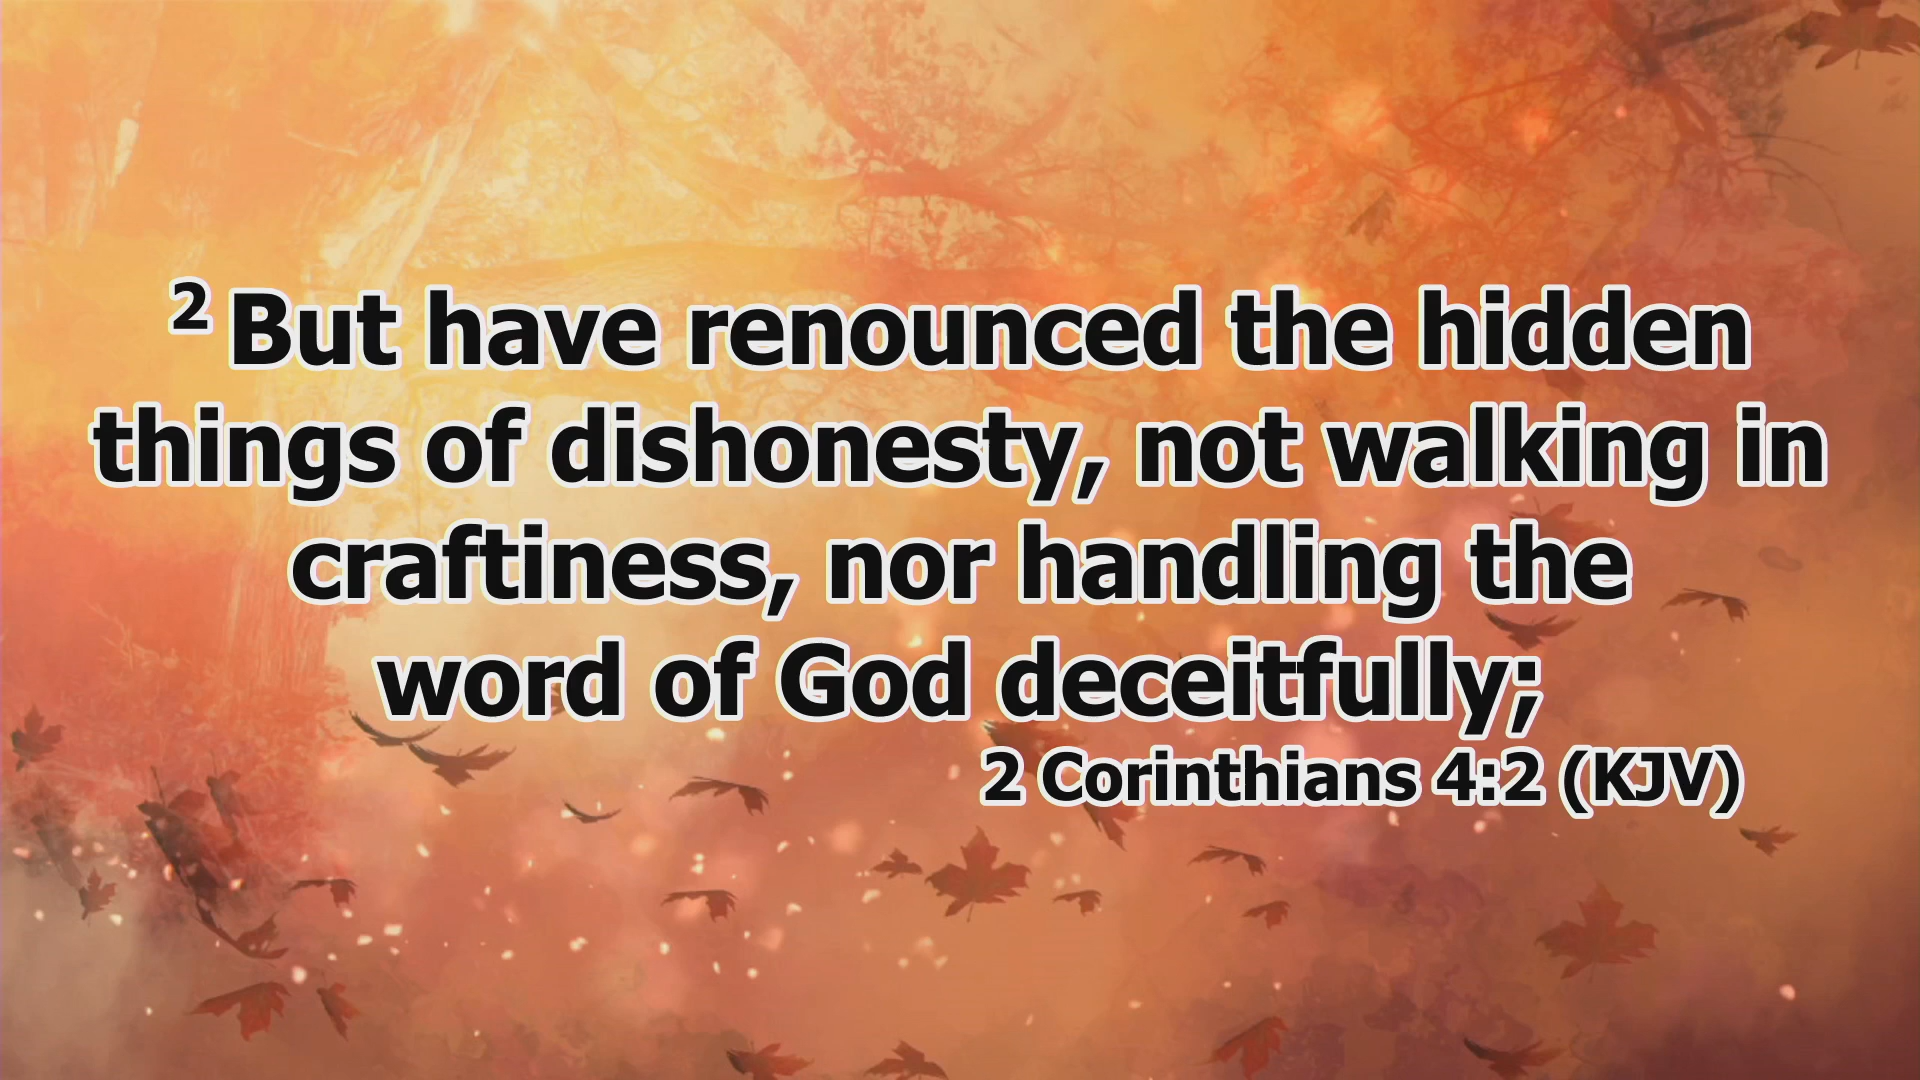 2 But have renounced the hidden
things of dishonesty, not walking in
craftiness, nor handling the
word of God deceitfully;
2 Corinthians 4:2 (KJV)